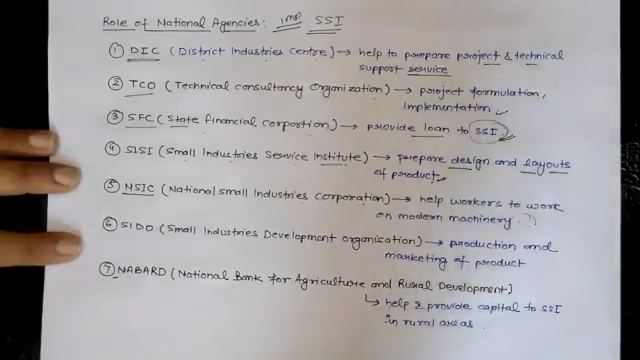 Role of National Agencies: imp SSI
① DIC (District Industries Centre) → help to prepare project & technical
support service
② TCO (Technical consultancy Organization) → project formulation,
implementation
③ SFC (State financial corportion) → provide loan to SSI
④ SISI (Small Industries Service Institute) → prepare design and layouts
of product
⑤ NSIC (National small Industries corporation) → help workers to work
on modern machinery.
⑥ SIDO (Small Industries Development organisation) → production and
marketing of product
⑦ NABARD (National Bank for Agriculture and Rural Development]
↳ help & provide capital to SSI
in rural areas.